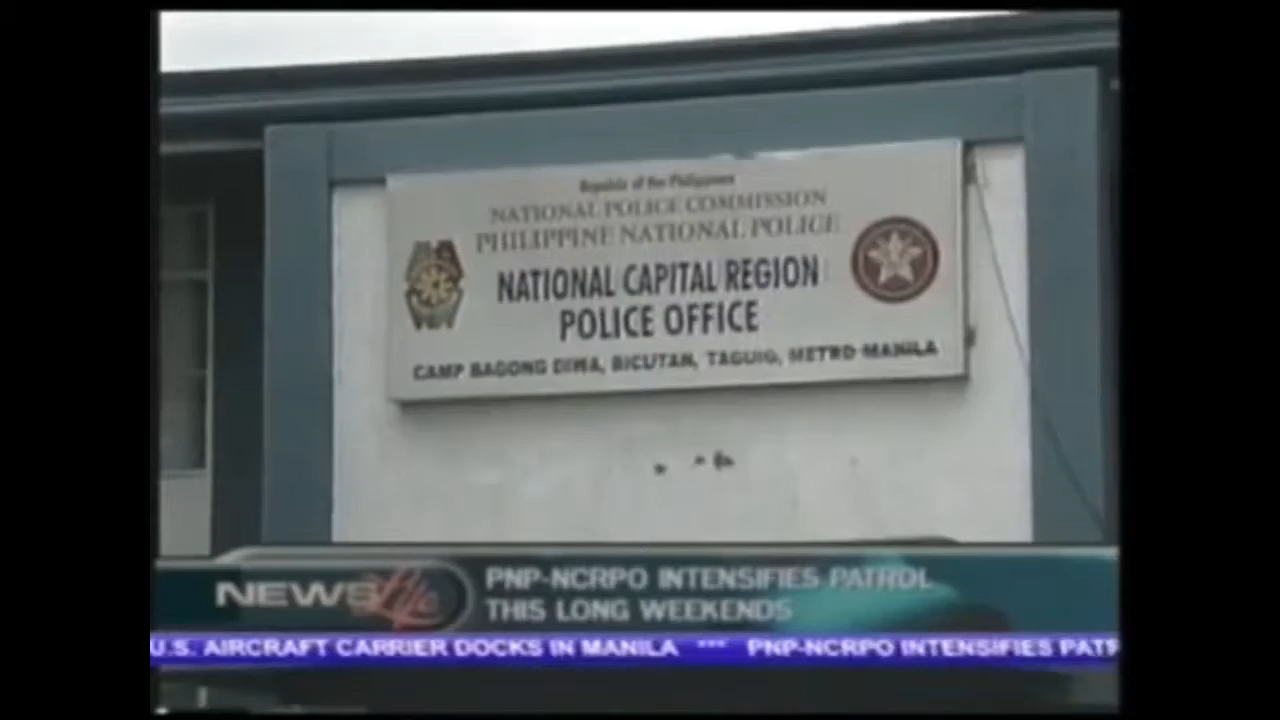 Republic of the Philippines
NATIONAL POLICE COMMISSION
PHILIPPINE NATIONAL POLICE
NATIONAL CAPITAL REGION
POLICE OFFICE
CAMP BAGONG DIWA, BICUTAN, TAGUIG, METRO MANILA
NEWS Life
PNP-NCRPO INTENSIFIES PATROL
THIS LONG WEEKENDS
U.S. AIRCRAFT CARRIER DOCKS IN MANILA *** PNP-NCRPO INTENSIFIES PATR